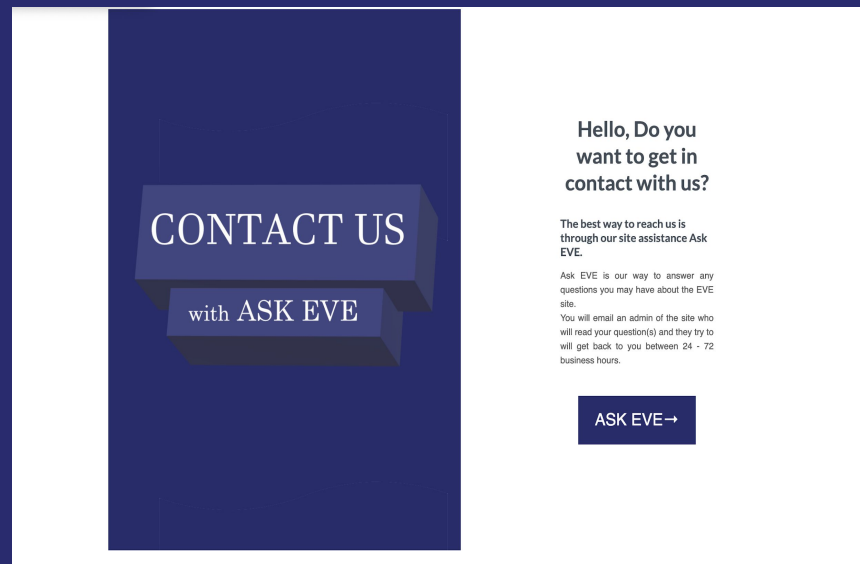 CONTACT US
with ASK EVE
Hello, Do you
want to get in
contact with us?
The best way to reach us is
through our site assistance Ask
EVE.
Ask EVE is our way to answer any
questions you may have about the EVE
site.
You will email an admin of the site who
will read your question(s) and they try to
will get back to you between 24 - 72
business hours.
ASK EVE→